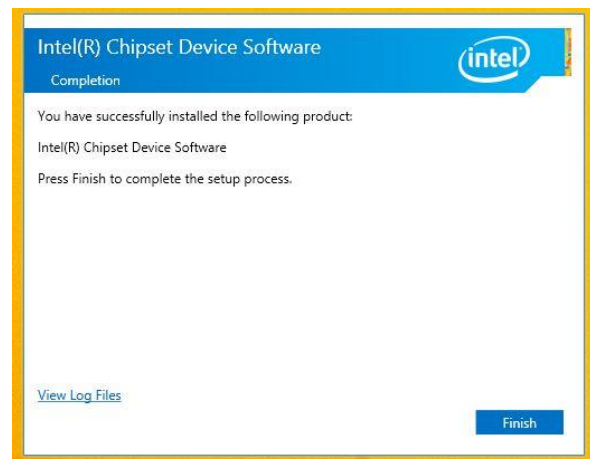 Intel(R) Chipset Device Software
Completion
intel
You have successfully installed the following product:
Intel(R) Chipset Device Software
Press Finish to complete the setup process.
View Log Files
Finish